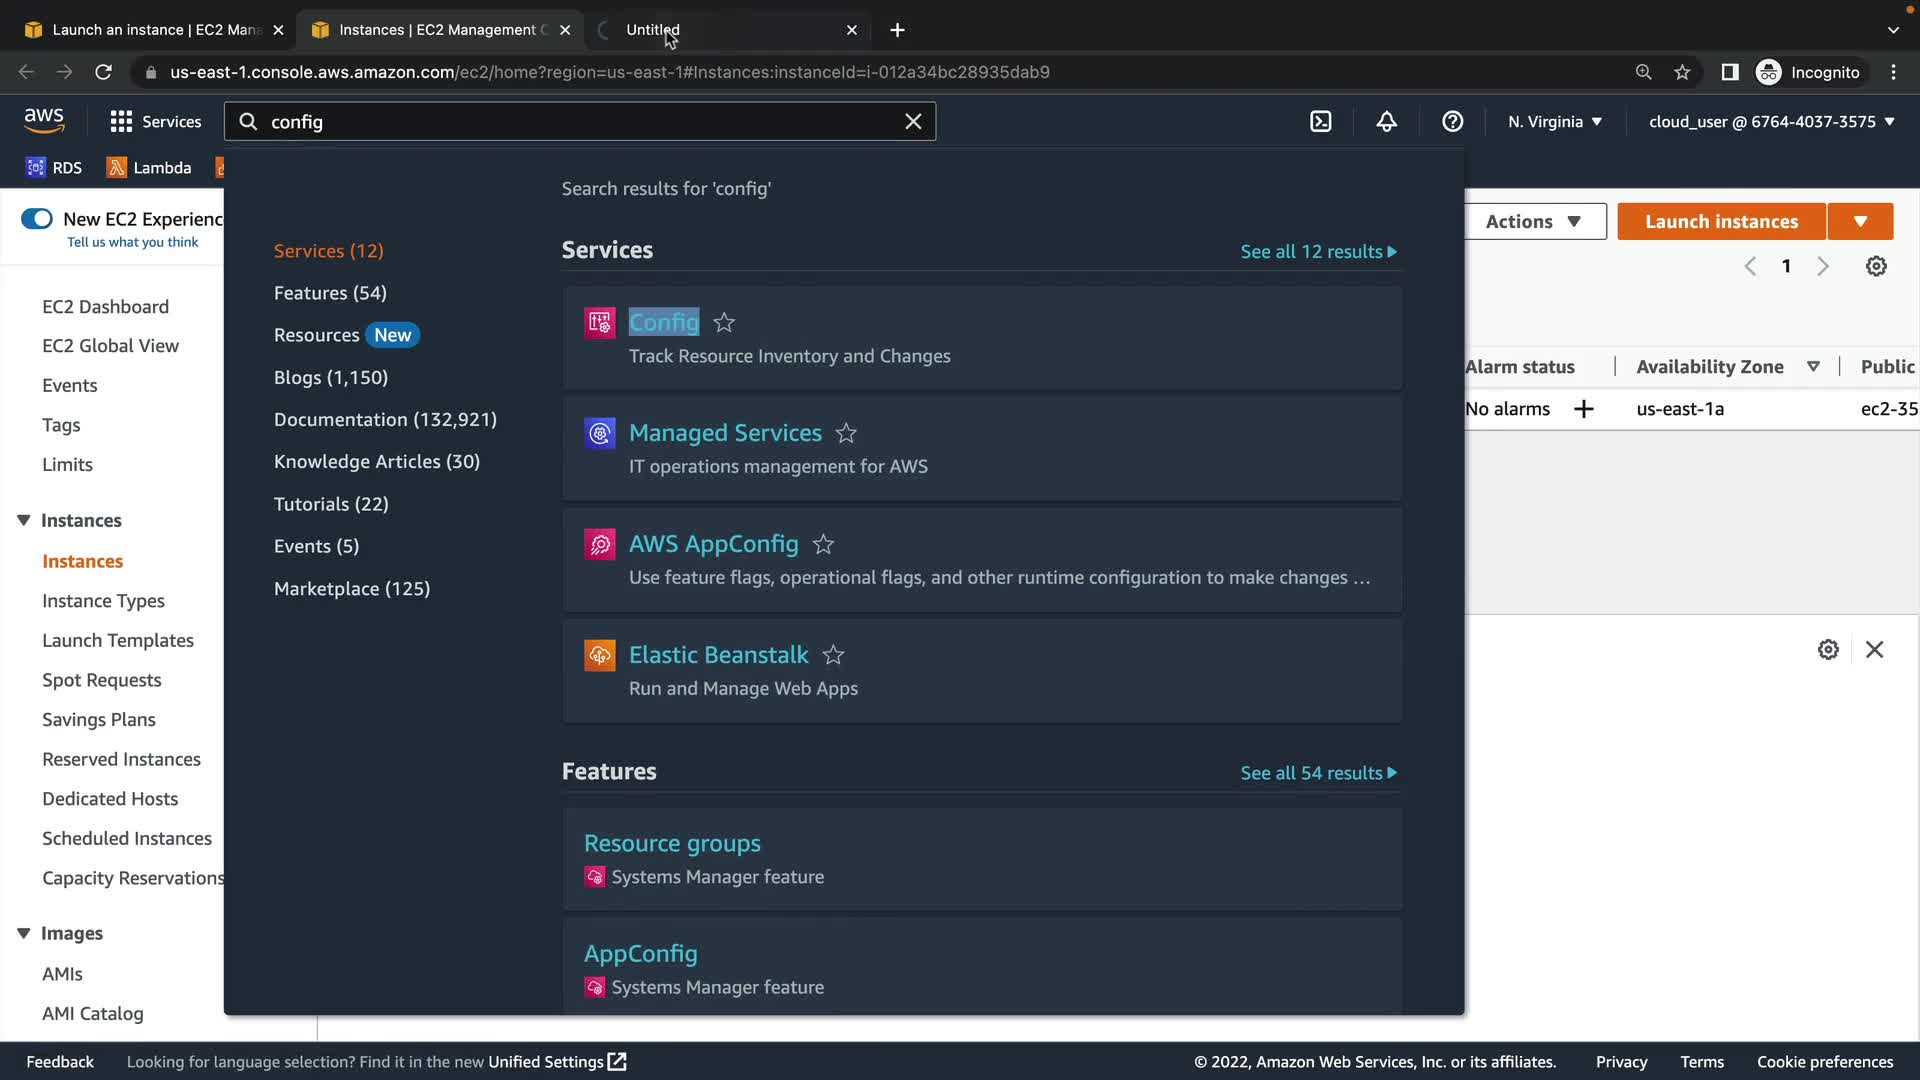 Launch an instance | EC2 Mana
Instances | EC2 Management C
Untitled
us-east-1.console.aws.amazon.com/ec2/home?region=us-east-1#Instances:instanceId=i-012a34bc28935dab9
Incognito
aws
Services
config
N. Virginia
cloud_user @ 6764-4037-3575
RDS
Lambda
New EC2 Experienc
Tell us what you think
EC2 Dashboard
EC2 Global View
Events
Tags
Limits
Instances
Instances
Instance Types
Launch Templates
Spot Requests
Savings Plans
Reserved Instances
Dedicated Hosts
Scheduled Instances
Capacity Reservations
Images
AMIs
AMI Catalog
Search results for 'config'
Services (12)
Features (54)
Resources New
Blogs (1,150)
Documentation (132,921)
Knowledge Articles (30)
Tutorials (22)
Events (5)
Marketplace (125)
Services
See all 12 results
Config
Track Resource Inventory and Changes
Managed Services
IT operations management for AWS
AWS AppConfig
Use feature flags, operational flags, and other runtime configuration to make changes ...
Elastic Beanstalk
Run and Manage Web Apps
Features
See all 54 results
Resource groups
Systems Manager feature
AppConfig
Systems Manager feature
Actions
Launch instances
1
Alarm status
Availability Zone
Public
No alarms
us-east-1a
ec2-35
Feedback
Looking for language selection? Find it in the new Unified Settings
© 2022, Amazon Web Services, Inc. or its affiliates.
Privacy
Terms
Cookie preferences